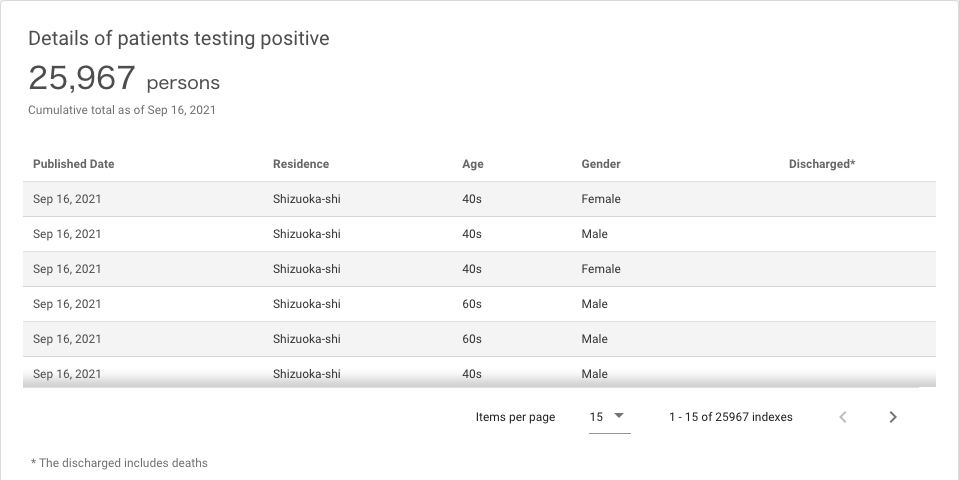 Details of patients testing positive
25,967 persons
Cumulative total as of Sep 16, 2021
Published Date Residence Age Gender Discharged*
Sep 16, 2021 Shizuoka-shi 40s Female
Sep 16, 2021 Shizuoka-shi 40s Male
Sep 16, 2021 Shizuoka-shi 40s Female
Sep 16, 2021 Shizuoka-shi 60s Male
Sep 16, 2021 Shizuoka-shi 60s Male
Sep 16, 2021 Shizuoka-shi 40s Male
Items per page 15 1 - 15 of 25967 indexes
* The discharged includes deaths